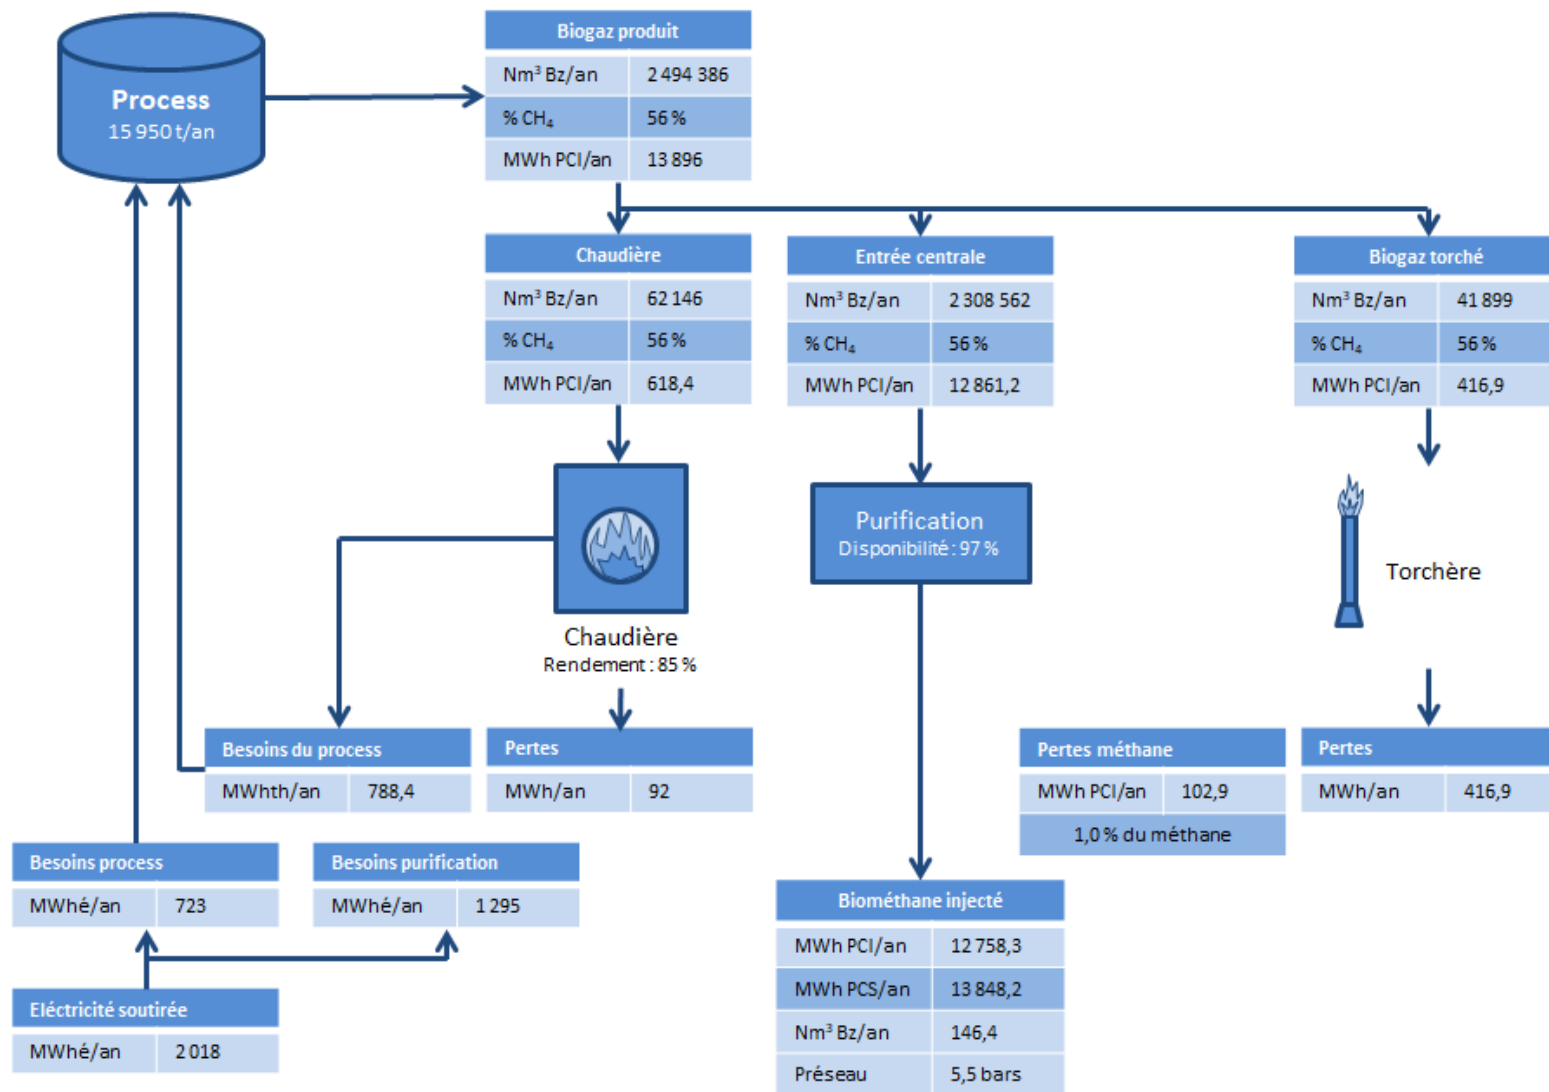 Process
15 950 t/an
Biogaz produit
Nm³ Bz/an 2 494 386
% CH₄ 56 %
MWh PCI/an 13 896
Chaudière
Nm³ Bz/an 62 146
% CH₄ 56 %
MWh PCI/an 618,4
Entrée centrale
Nm³ Bz/an 2 308 562
% CH₄ 56 %
MWh PCI/an 12 861,2
Biogaz torché
Nm³ Bz/an 41 899
% CH₄ 56 %
MWh PCI/an 416,9
Chaudière
Rendement : 85 %
Purification
Disponibilité : 97 %
Torchère
Besoins du process
MWhth/an 788,4
Pertes
MWh/an 92
Pertes méthane
MWh PCI/an 102,9
1,0 % du méthane
Pertes
MWh/an 416,9
Besoins process
MWhé/an 723
Besoins purification
MWhé/an 1 295
Eléctricité soutirée
MWhé/an 2 018
Biométhane injecté
MWh PCI/an 12 758,3
MWh PCS/an 13 848,2
Nm³ Bz/an 146,4
Préseau 5,5 bars